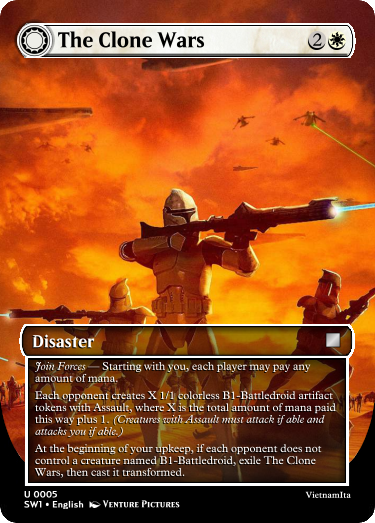 The Clone Wars 2
Disaster
Join Forces — Starting with you, each player may pay any
amount of mana.
Each opponent creates X 1/1 colorless B1-Battledroid artifact
tokens with Assault, where X is the total amount of mana paid
this way plus 1. (Creatures with Assault must attack if able and
attacks you if able.)
At the beginning of your upkeep, if each opponent does not
control a creature named B1-Battledroid, exile The Clone
Wars, then cast it transformed.
U 0005
VietnamIta
SW1 • English VENTURE PICTURES